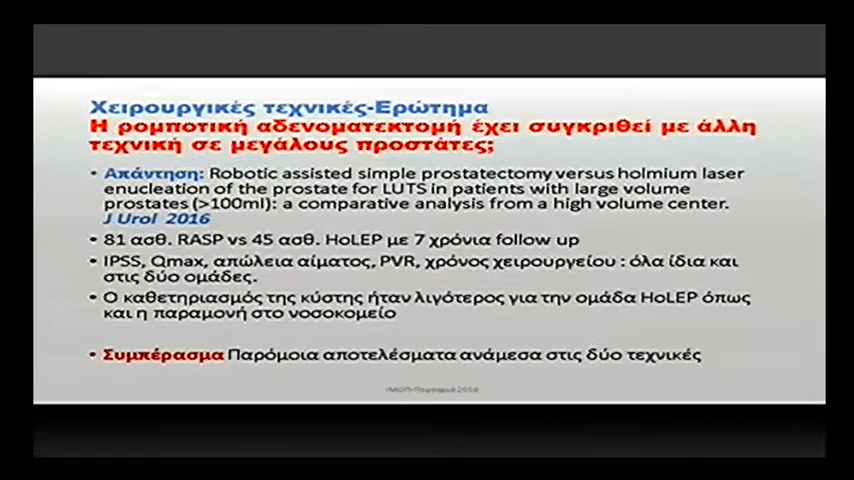 Χειρουργικές τεχνικές-Ερώτημα
Η ρομποτική αδενοματεκτομή έχει συγκριθεί με άλλη
τεχνική σε μεγάλους προστάτες;
• Απάντηση: Robotic assisted simple prostatectomy versus holmium laser
enucleation of the prostate for LUTS in patients with large volume
prostates (>100ml): a comparative analysis from a high volume center.
J Urol 2016
• 81 ασθ. RASP vs 45 ασθ. HoLEP με 7 χρόνια follow up
• IPSS, Qmax, απώλεια αίματος, PVR, χρόνος χειρουργείου : όλα ίδια και
στις δύο ομάδες.
• Ο καθετηριασμός της κύστης ήταν λιγότερος για την ομάδα HoLEP όπως
και η παραμονή στο νοσοκομείο
• Συμπέρασμα Παρόμοια αποτελέσματα ανάμεσα στις δύο τεχνικές